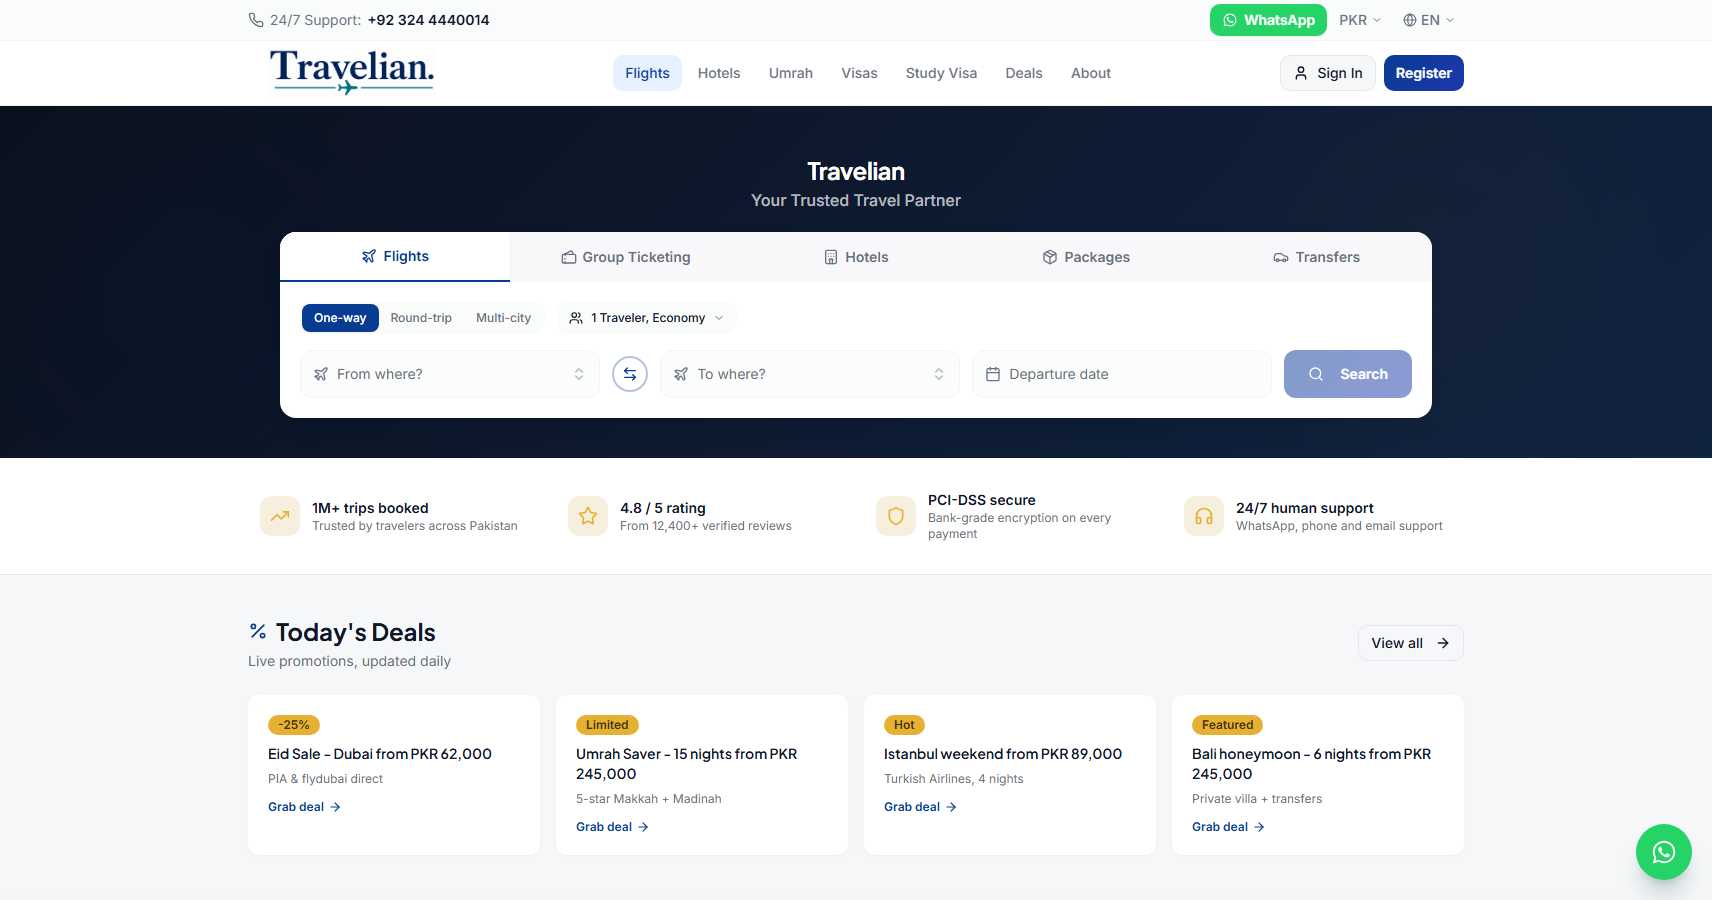 24/7 Support: +92 324 4440014
WhatsApp
PKR
EN
Travelian.
Flights
Hotels
Umrah
Visas
Study Visa
Deals
About
Sign In
Register
Travelian
Your Trusted Travel Partner
Flights
Group Ticketing
Hotels
Packages
Transfers
One-way
Round-trip
Multi-city
1 Traveler, Economy
From where?
To where?
Departure date
Search
1M+ trips booked
Trusted by travelers across Pakistan
4.8 / 5 rating
From 12,400+ verified reviews
PCI-DSS secure
Bank-grade encryption on every
payment
24/7 human support
WhatsApp, phone and email support
Today's Deals
Live promotions, updated daily
View all
-25%
Eid Sale - Dubai from PKR 62,000
PIA & flydubai direct
Grab deal
Limited
Umrah Saver - 15 nights from PKR
245,000
5-star Makkah + Madinah
Grab deal
Hot
Istanbul weekend from PKR 89,000
Turkish Airlines, 4 nights
Grab deal
Featured
Bali honeymoon - 6 nights from PKR
245,000
Private villa + transfers
Grab deal